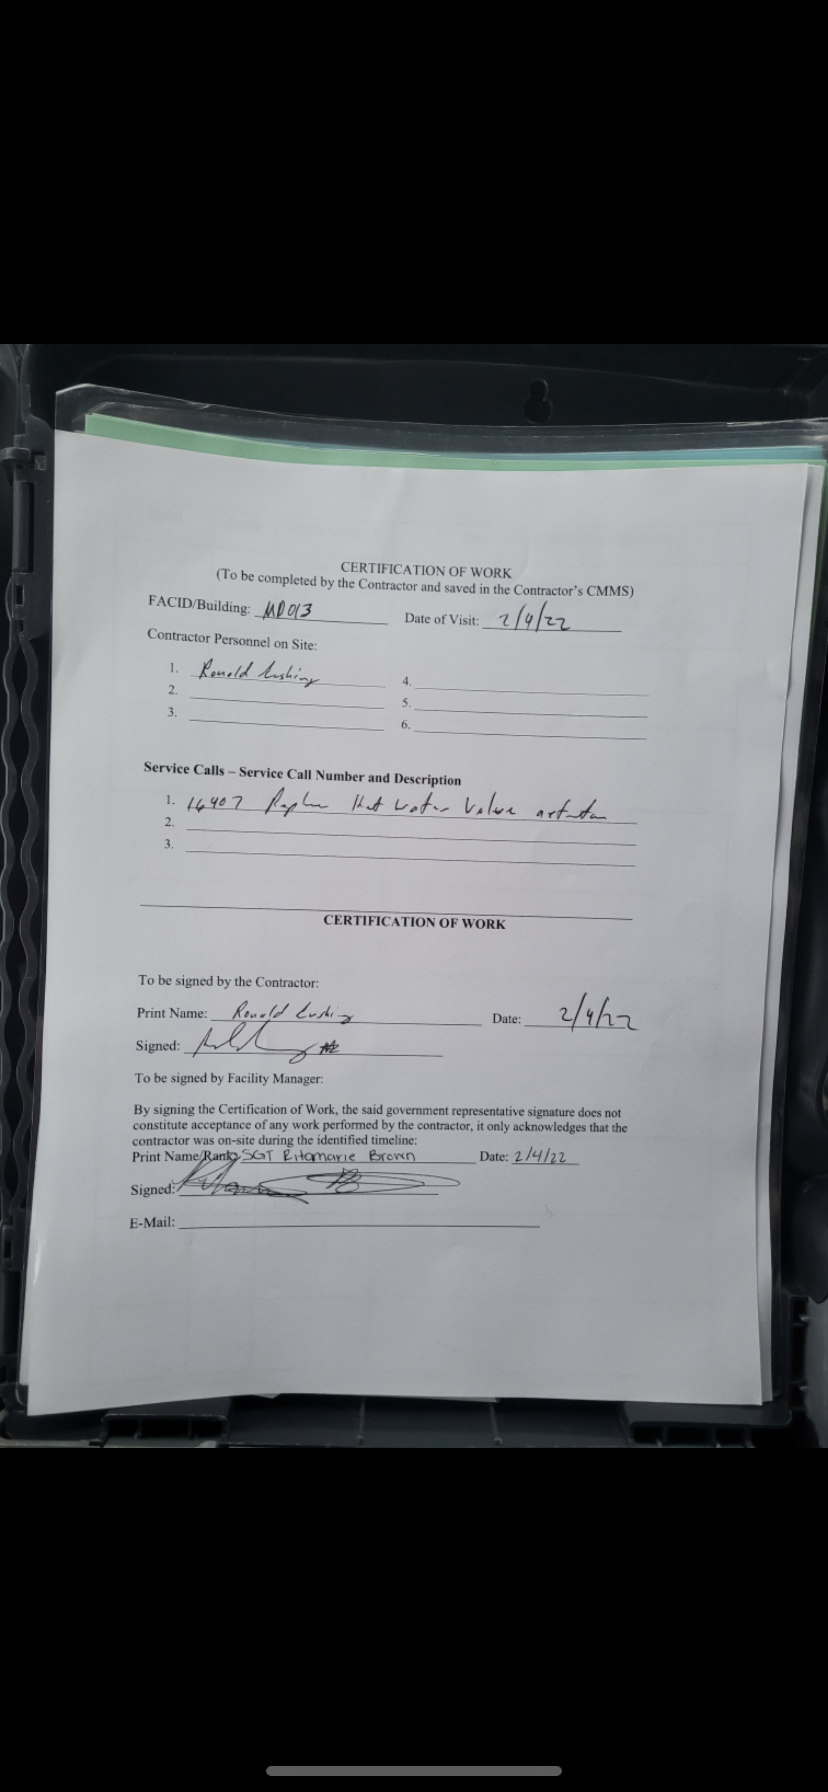 CERTIFICATION OF WORK
(To be completed by the Contractor and saved in the Contractor's CMMS)
FACID/Building: MD013 Date of Visit: 2/4/22
Contractor Personnel on Site:
1. Ronald 4.
2. 5.
3. 6.
Service Calls – Service Call Number and Description
1. 16407 Hot water Valve
2.
3.
CERTIFICATION OF WORK
To be signed by the Contractor:
Print Name: Ronald Date: 2/4/22
Signed:
To be signed by Facility Manager:
By signing the Certification of Work, the said government representative signature does not
constitute acceptance of any work performed by the contractor, it only acknowledges that the
contractor was on-site during the identified timeline:
Print Name/Rank: SGT Ritamarie Brown Date: 2/4/22
Signed:
E-Mail: